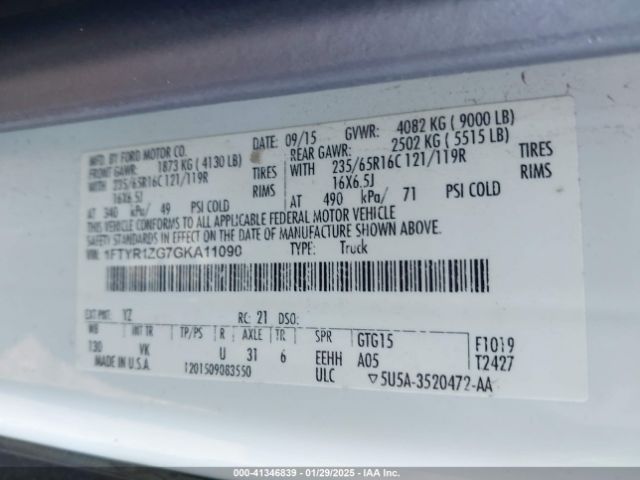 MFD. BY FORD MOTOR CO.
DATE: 09/15 GVWR: 4082 KG ( 9000 LB)
FRONT GAWR: 1873 KG ( 4130 LB) REAR GAWR: 2502 KG ( 5515 LB)
WITH 235/65R16C 121/119R TIRES WITH 235/65R16C 121/119R TIRES
16X6.5J RIMS 16X6.5J RIMS
AT 340 kPa/ 49 PSI COLD AT 490 kPa/ 71 PSI COLD
THIS VEHICLE CONFORMS TO ALL APPLICABLE FEDERAL MOTOR VEHICLE
SAFETY STANDARDS IN EFFECT ON THE DATE OF MANUFACTURE SHOWN ABOVE.
VIN: 1FTYR1ZG7GKA11090 TYPE: Truck
EXT PNT: YZ RC: 21 DSO:
WB INT TR TP/PS R AXLE TR SPR GTG15 F1019
130 VK U 31 6 EEHH A05 T2427
MADE IN U.S.A. 1201509083550 ULC ▽5U5A-3520472-AA
000-41346839 - 01/29/2025 - IAA Inc.